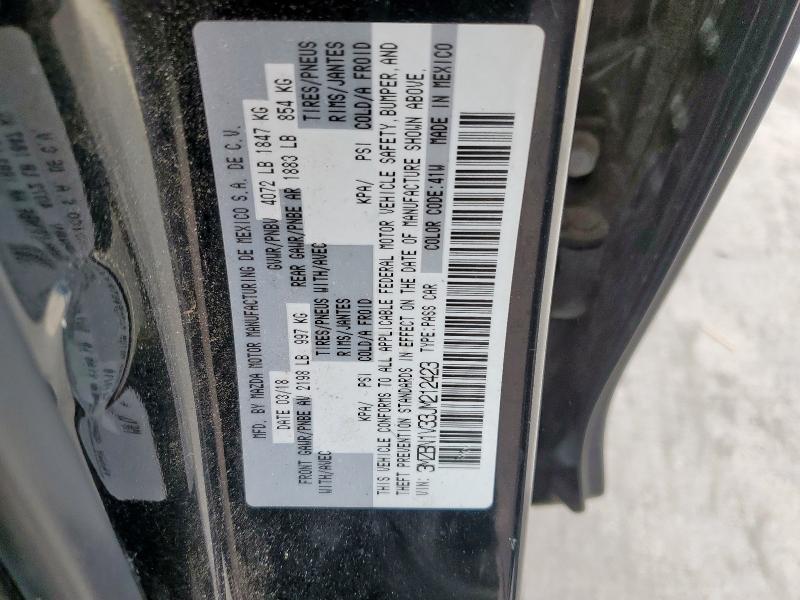 MFD. BY MAZDA MOTOR MANUFACTURING DE MEXICO S.A. DE C.V.
DATE 03/18 GVWR/PNBV 4072 LB 1847 KG
FRONT GAWR/PNBE AV 2198 LB 997 KG REAR GAWR/PNBE AR 1883 LB 854 KG
WITH/AVEC TIRES/PNEUS WITH/AVEC TIRES/PNEUS
RIMS/JANTES RIMS/JANTES
KPA/ PSI COLD/A FROID KPA/ PSI COLD/A FROID
THIS VEHICLE CONFORMS TO ALL APPLICABLE FEDERAL MOTOR VEHICLE SAFETY, BUMPER, AND
THEFT PREVENTION STANDARDS IN EFFECT ON THE DATE OF MANUFACTURE SHOWN ABOVE.
VIN: 3MZBN1V33JM212423 TYPE:PASS CAR COLOR CODE:41W MADE IN MEXICO